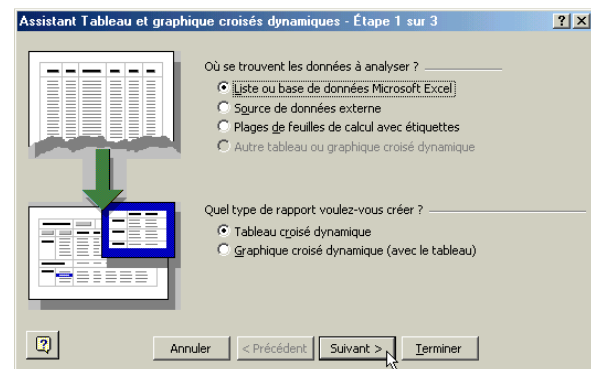 Assistant Tableau et graphique croisés dynamiques - Étape 1 sur 3
Où se trouvent les données à analyser ?
Liste ou base de données Microsoft Excel
Source de données externe
Plages de feuilles de calcul avec étiquettes
Autre tableau ou graphique croisé dynamique
Quel type de rapport voulez-vous créer ?
Tableau croisé dynamique
Graphique croisé dynamique (avec le tableau)
Annuler < Précédent Suivant > Terminer